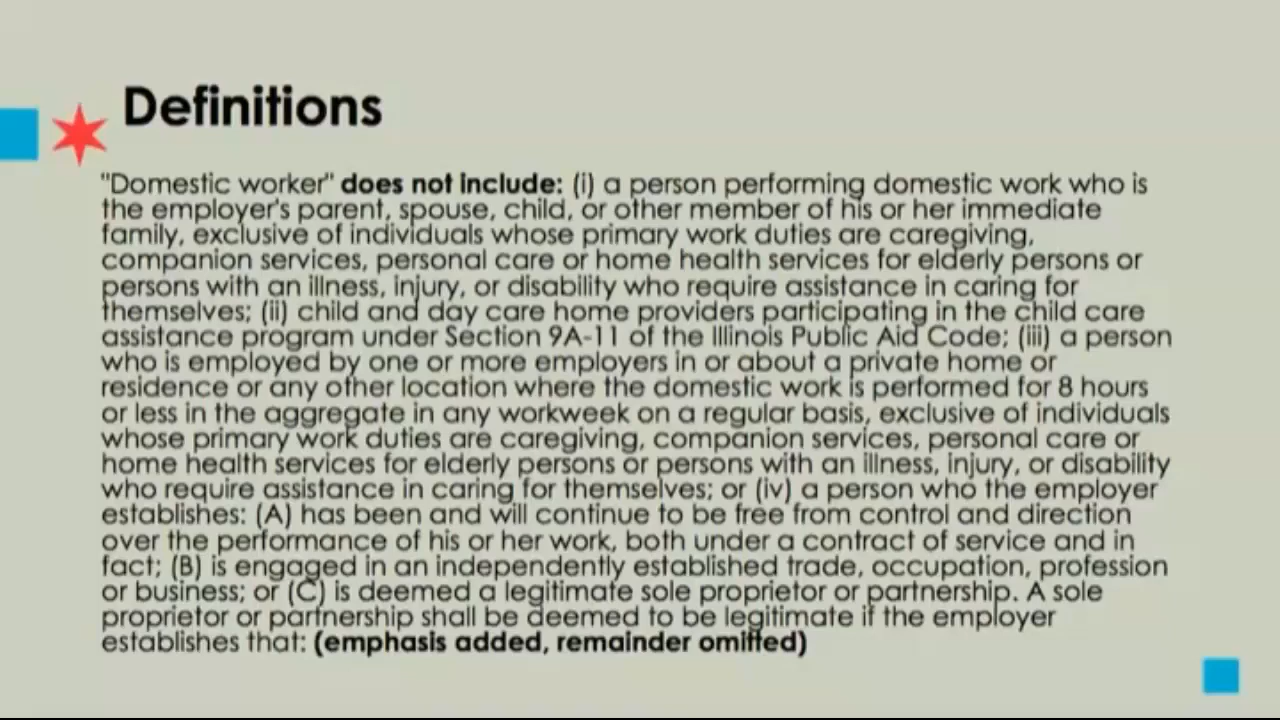 Definitions
"Domestic worker" does not include: (i) a person performing domestic work who is
the employer's parent, spouse, child, or other member of his or her immediate
family, exclusive of individuals whose primary work duties are caregiving,
companion services, personal care or home health services for elderly persons or
persons with an illness, injury, or disability who require assistance in caring for
themselves; (ii) child and day care home providers participating in the child care
assistance program under Section 9A-11 of the Illinois Public Aid Code; (iii) a person
who is employed by one or more employers in or about a private home or
residence or any other location where the domestic work is performed for 8 hours
or less in the aggregate in any workweek on a regular basis, exclusive of individuals
whose primary work duties are caregiving, companion services, personal care or
home health services for elderly persons or persons with an illness, injury, or disability
who require assistance in caring for themselves; or (iv) a person who the employer
establishes: (A) has been and will continue to be free from control and direction
over the performance of his or her work, both under a contract of service and in
fact; (B) is engaged in an independently established trade, occupation, profession
or business; or (C) is deemed a legitimate sole proprietor or partnership. A sole
proprietor or partnership shall be deemed to be legitimate if the employer
establishes that: (emphasis added, remainder omitted)